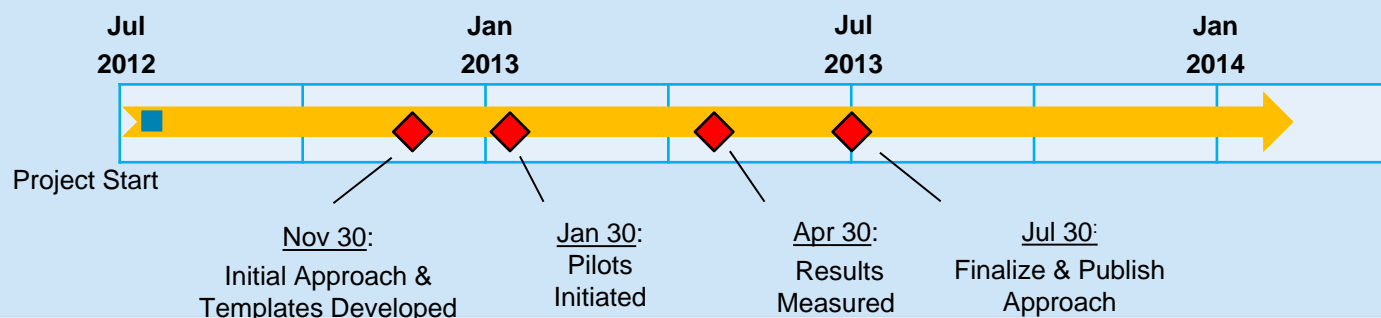 Jul
2012
Jan
2013
Jul
2013
Jan
2014
Project Start
Nov 30:
Initial Approach &
Templates Developed
Jan 30:
Pilots
Initiated
Apr 30:
Results
Measured
Jul 30:
Finalize & Publish
Approach